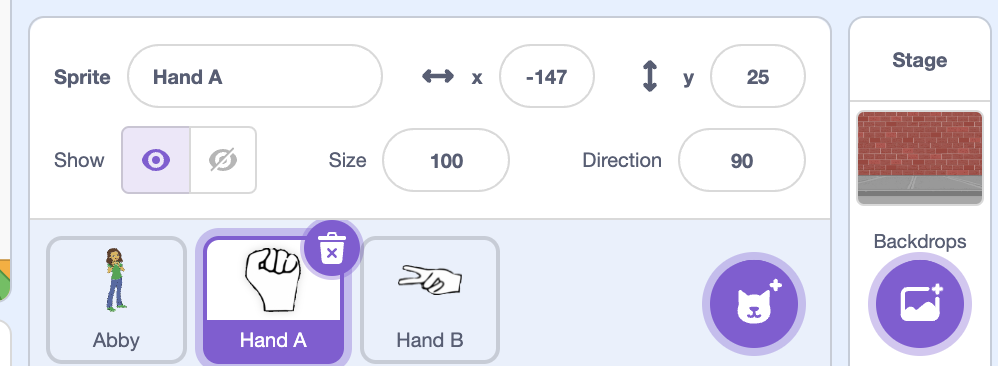 Sprite Hand A x -147 y 25
Show Size 100 Direction 90
Abby Hand A Hand B
Stage
Backdrops